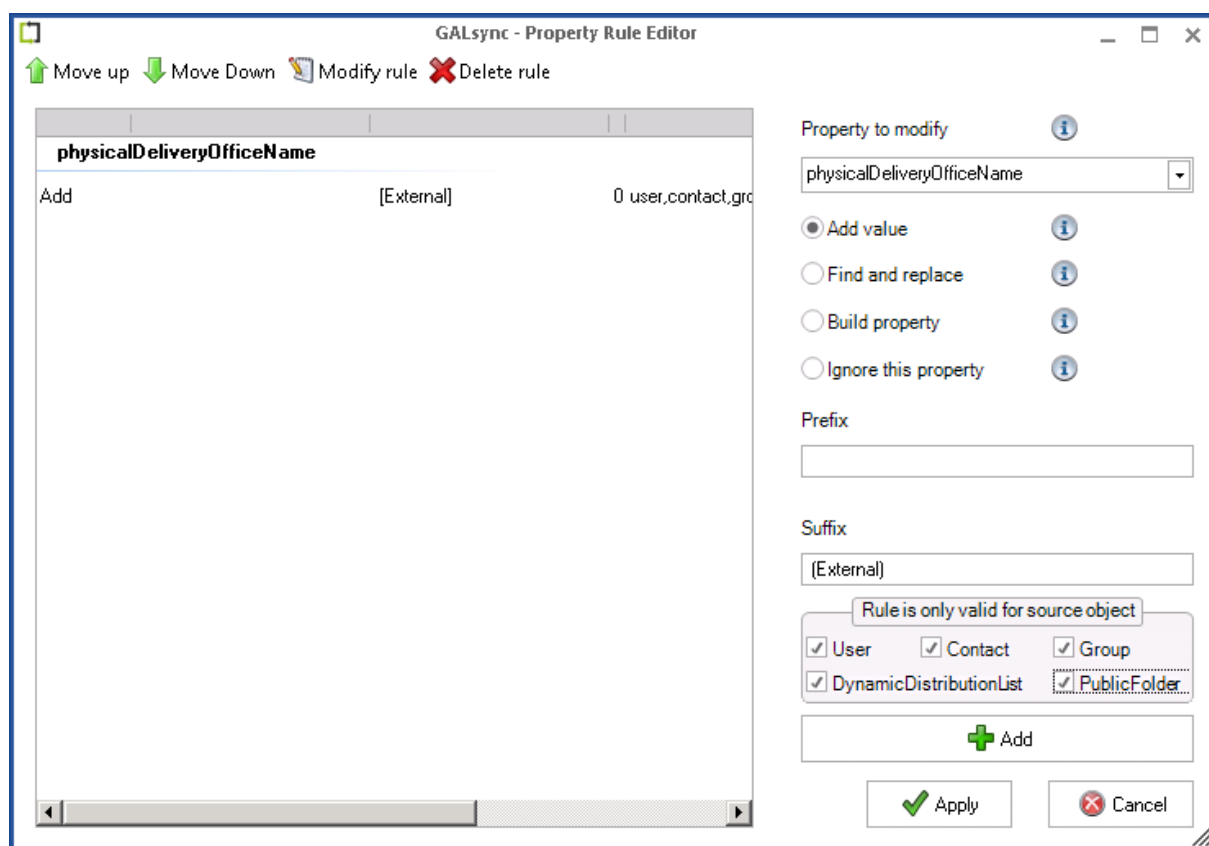 GALsync - Property Rule Editor
Move up Move Down Modify rule Delete rule
physicalDeliveryOfficeName
Add (External) 0 user,contact,gro
Property to modify
physicalDeliveryOfficeName
Add value
Find and replace
Build property
Ignore this property
Prefix
Suffix
(External)
Rule is only valid for source object
User Contact Group
DynamicDistributionList PublicFolder
Add
Apply Cancel